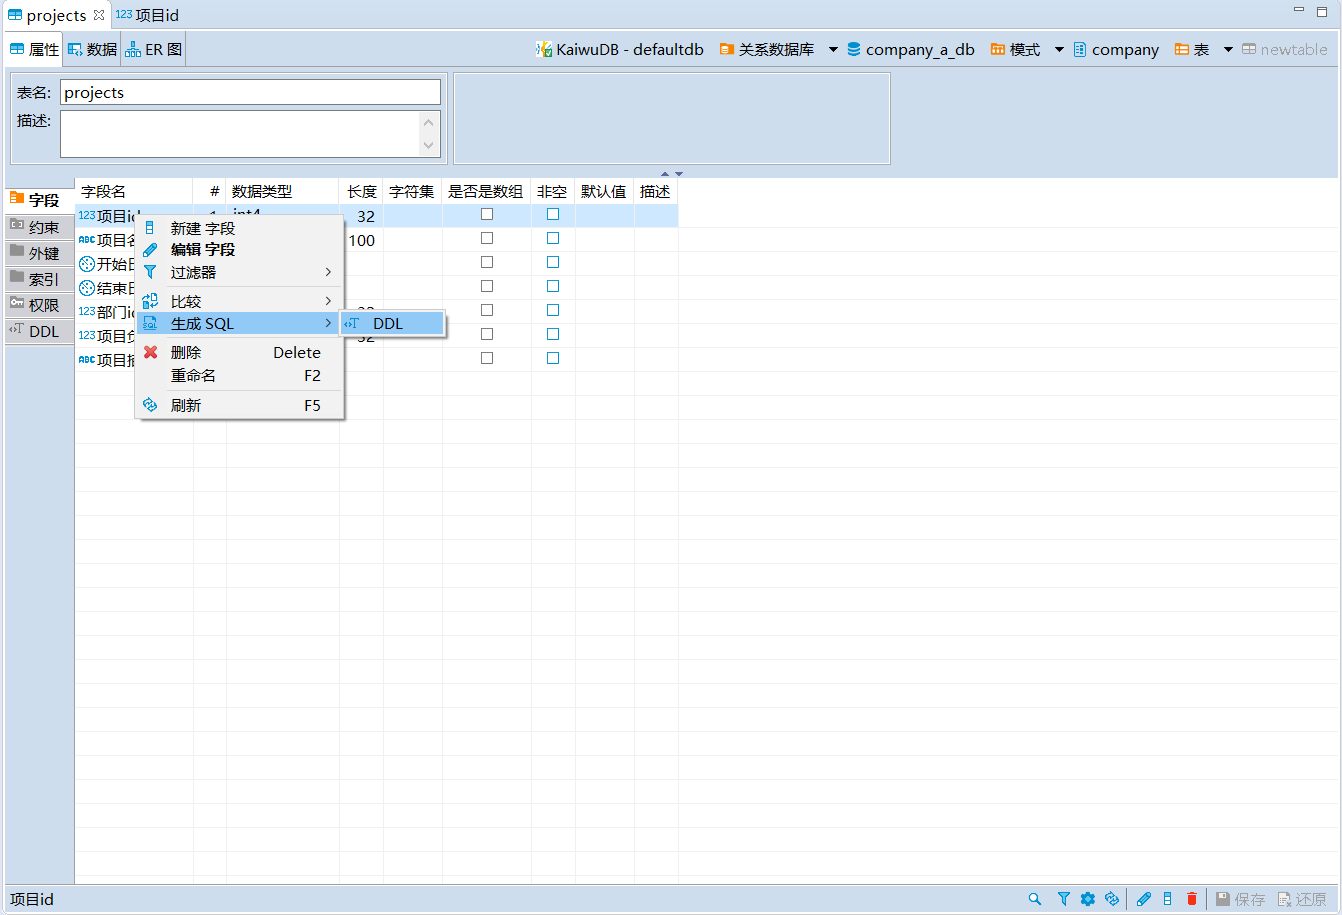 projects 123 项目id
属性 数据 ER 图 KaiwuDB - defaultdb 关系数据库 company_a_db 模式 company 表 newtable
表名: projects
描述:
字段名 # 数据类型 长度 字符集 是否是数组 非空 默认值 描述
字段
约束
外键
索引
权限
DDL
123 项目id 32
ABC 项目名 100
开始日
结束日
123 部门id
123 项目负
ABC 项目描
新建 字段
编辑 字段
过滤器
比较
生成 SQL
DDL
删除 Delete
重命名 F2
刷新 F5
项目id 保存 还原